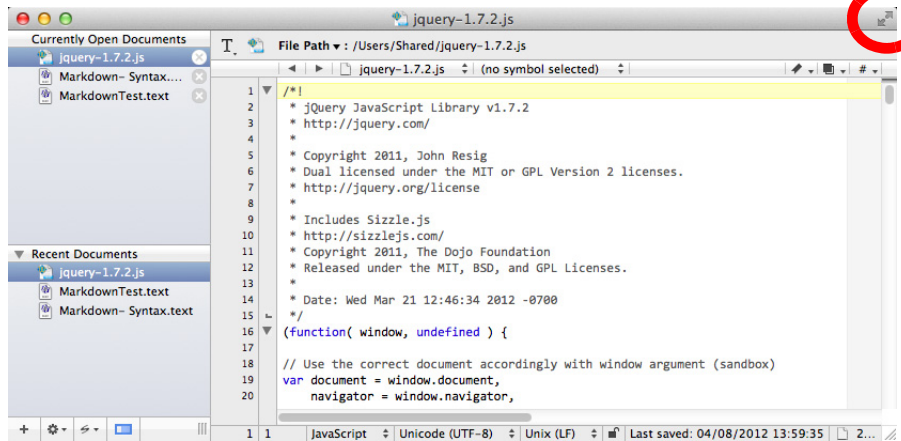 jquery-1.7.2.js
Currently Open Documents
jquery-1.7.2.js
Markdown- Syntax....
MarkdownTest.text
Recent Documents
jquery-1.7.2.js
MarkdownTest.text
Markdown- Syntax.text
T. File Path ▾ : /Users/Shared/jquery-1.7.2.js
jquery-1.7.2.js (no symbol selected) #
1 /*!
2  * jQuery JavaScript Library v1.7.2
3  * http://jquery.com/
4  *
5  * Copyright 2011, John Resig
6  * Dual licensed under the MIT or GPL Version 2 licenses.
7  * http://jquery.org/license
8  *
9  * Includes Sizzle.js
10  * http://sizzlejs.com/
11  * Copyright 2011, The Dojo Foundation
12  * Released under the MIT, BSD, and GPL Licenses.
13  *
14  * Date: Wed Mar 21 12:46:34 2012 -0700
15  */
16 (function( window, undefined ) {
17
18 // Use the correct document accordingly with window argument (sandbox)
19 var document = window.document,
20     navigator = window.navigator,
1 1 JavaScript Unicode (UTF-8) Unix (LF) Last saved: 04/08/2012 13:59:35 2...